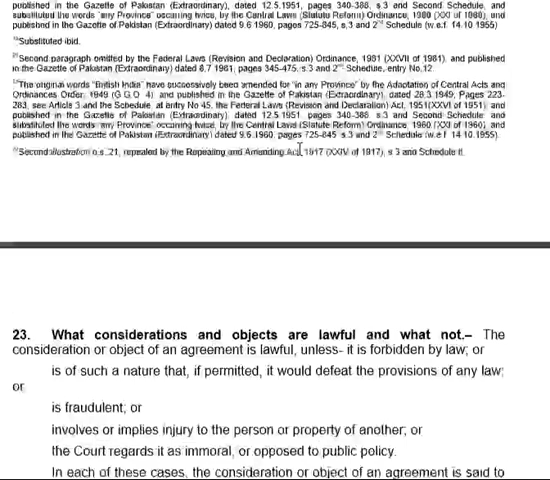 published in the Gazette of Pakistan (Extraordinary), dated 12.5.1951, pages 340-388, s.3 and Second Schedule, and
substituted the words "any Province" occurring twice, by the Central Laws (Statute Reform) Ordinance, 1960 (XXI of 1960), and
published in the Gazette of Pakistan (Extraordinary), dated 9.6.1960, pages 725-845, s.3 and 2nd Schedule (w.e.f. 14.10.1955)
Substituted ibid.
Second paragraph omitted by the Federal Laws (Revision and Declaration) Ordinance, 1981 (XXVII of 1981), and published
in the Gazette of Pakistan (Extraordinary) dated 8.7.1981, pages 345-475, s.3 and 2nd Schedule, entry No.12
The original words "British India" have successively been amended for "in any Province" by the Adaptation of Central Acts and
Ordinances Order, 1949 (G.G.O. 4), and published in the Gazette of Pakistan (Extraordinary), dated 28.3.1949, Pages 223-
283, see Article 3 and the Schedule, at entry No 45, the Federal Laws (Revision and Declaration) Act, 1951(XXVI of 1951), and
published in the Gazette of Pakistan (Extraordinary), dated 12.5.1951, pages 340-388, s.3 and Second Schedule; and
substituted the words "any Province" occurring twice, by the Central Laws (Statute Reform) Ordinance, 1960 (XXI of 1960), and
published in the Gazette of Pakistan (Extraordinary) dated 9.6.1960, pages 725-845, s.3 and 2nd Schedule (w.e.f. 14.10.1955).
Second illustration o s. 21, repealed by the Repealing and Amending Act, 1917 (XXIV of 1917), s.3 and Schedule II.
23. What considerations and objects are lawful and what not.– The
consideration or object of an agreement is lawful, unless- it is forbidden by law; or
is of such a nature that, if permitted, it would defeat the provisions of any law;
or
is fraudulent; or
involves or implies injury to the person or property of another; or
the Court regards it as immoral, or opposed to public policy.
In each of these cases, the consideration or object of an agreement is said to